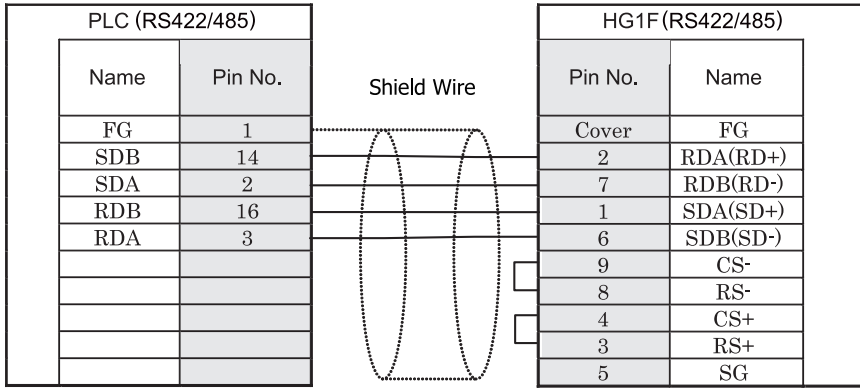 PLC (RS422/485) HG1F(RS422/485)
Name Pin No. Shield Wire Pin No. Name
FG 1 Cover FG
SDB 14 2 RDA(RD+)
SDA 2 7 RDB(RD-)
RDB 16 1 SDA(SD+)
RDA 3 6 SDB(SD-)
9 CS-
8 RS-
4 CS+
3 RS+
5 SG